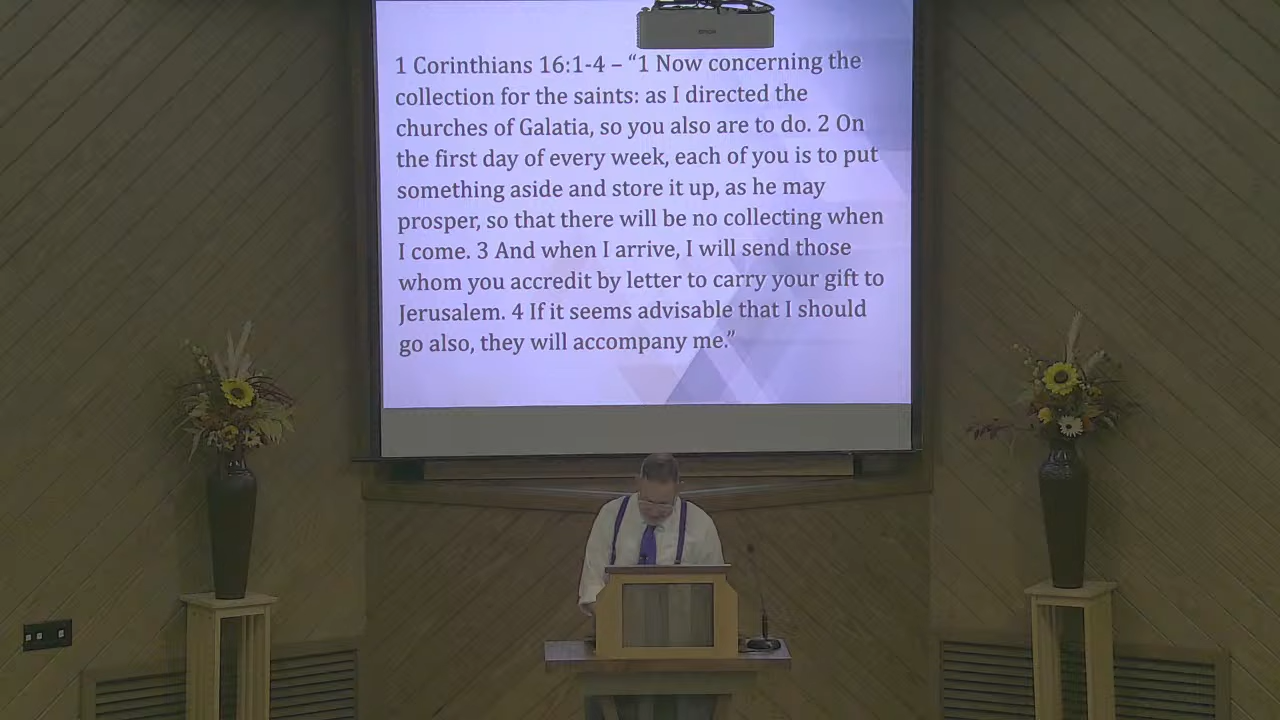 EPSON
1 Corinthians 16:1-4 – “1 Now concerning the
collection for the saints: as I directed the
churches of Galatia, so you also are to do. 2 On
the first day of every week, each of you is to put
something aside and store it up, as he may
prosper, so that there will be no collecting when
I come. 3 And when I arrive, I will send those
whom you accredit by letter to carry your gift to
Jerusalem. 4 If it seems advisable that I should
go also, they will accompany me.”